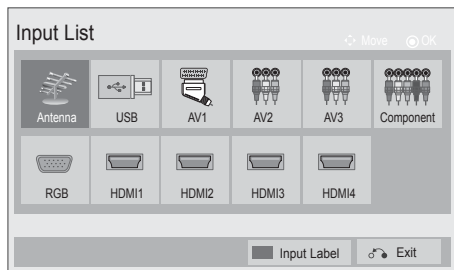 Input List
Move OK
Antenna USB AV1 AV2 AV3 Component
RGB HDMI1 HDMI2 HDMI3 HDMI4
Input Label Exit